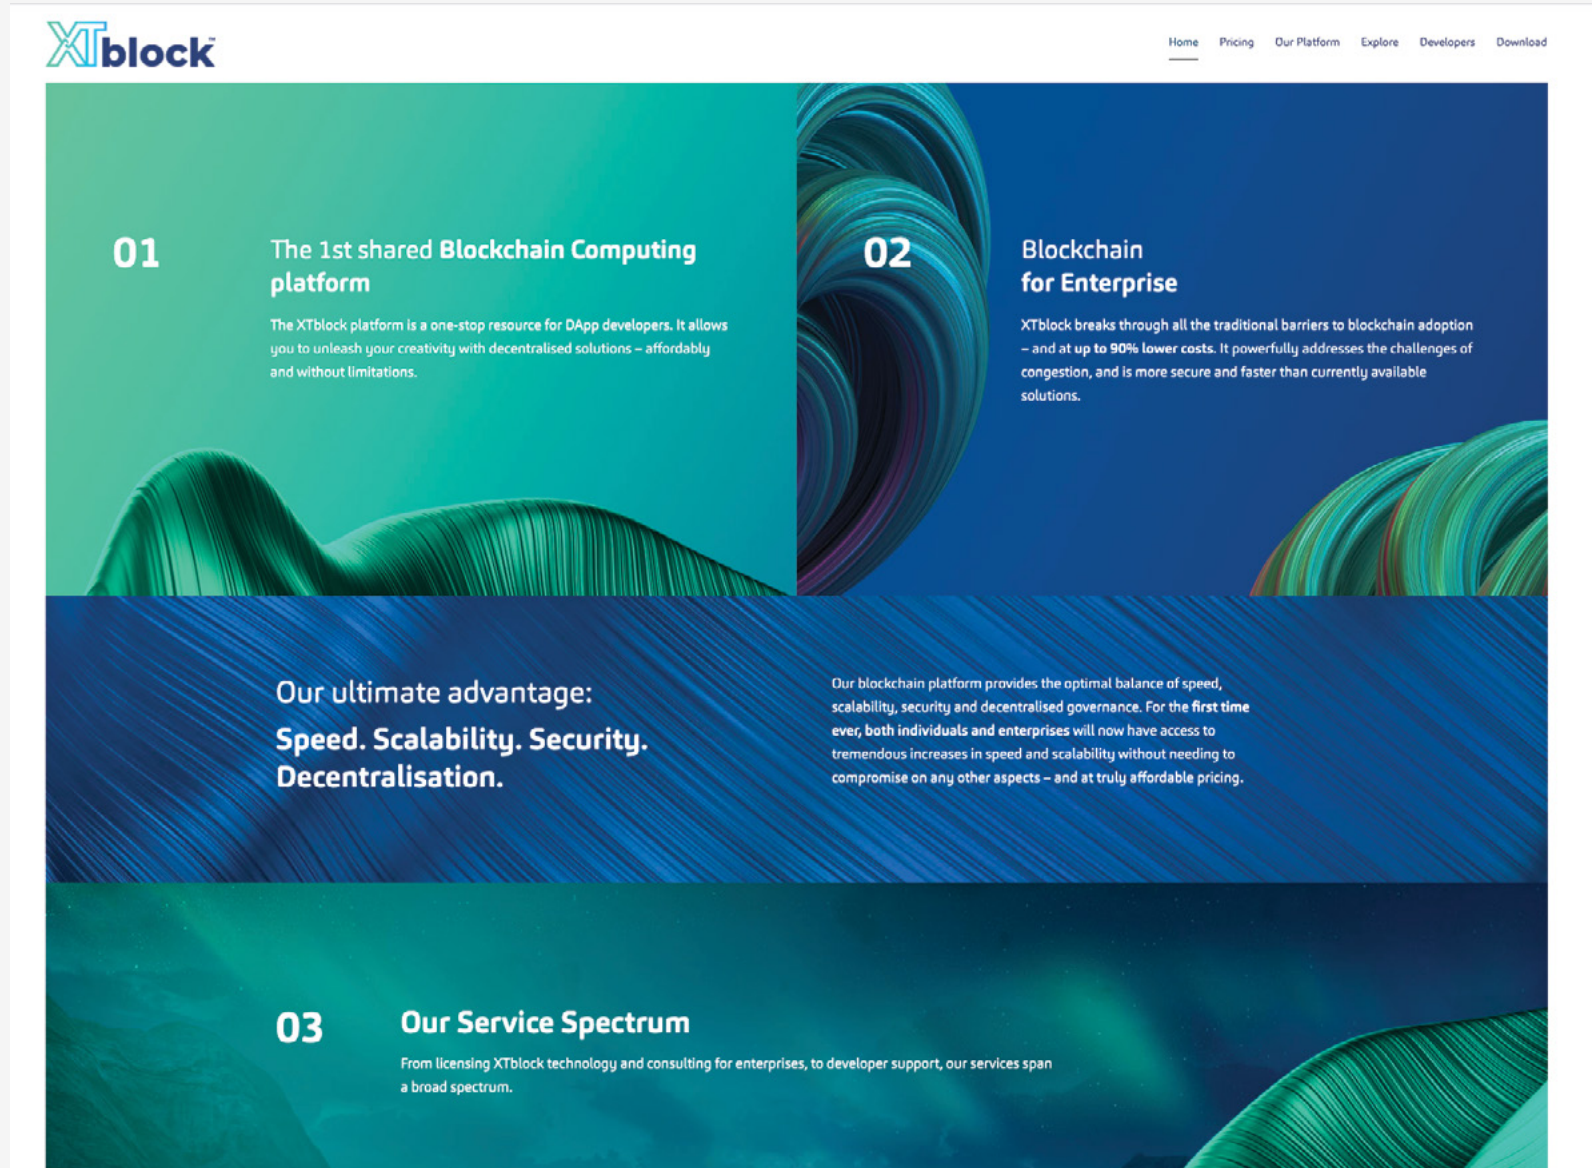 XTblock™
Home Pricing Our Platform Explore Developers Download
01
The 1st shared Blockchain Computing
platform
The XTblock platform is a one-stop resource for DApp developers. It allows
you to unleash your creativity with decentralised solutions – affordably
and without limitations.
02
Blockchain
for Enterprise
XTblock breaks through all the traditional barriers to blockchain adoption
– and at up to 90% lower costs. It powerfully addresses the challenges of
congestion, and is more secure and faster than currently available
solutions.
Our ultimate advantage:
Speed. Scalability. Security.
Decentralisation.
Our blockchain platform provides the optimal balance of speed,
scalability, security and decentralised governance. For the first time
ever, both individuals and enterprises will now have access to
tremendous increases in speed and scalability without needing to
compromise on any other aspects – and at truly affordable pricing.
03
Our Service Spectrum
From licensing XTblock technology and consulting for enterprises, to developer support, our services span
a broad spectrum.